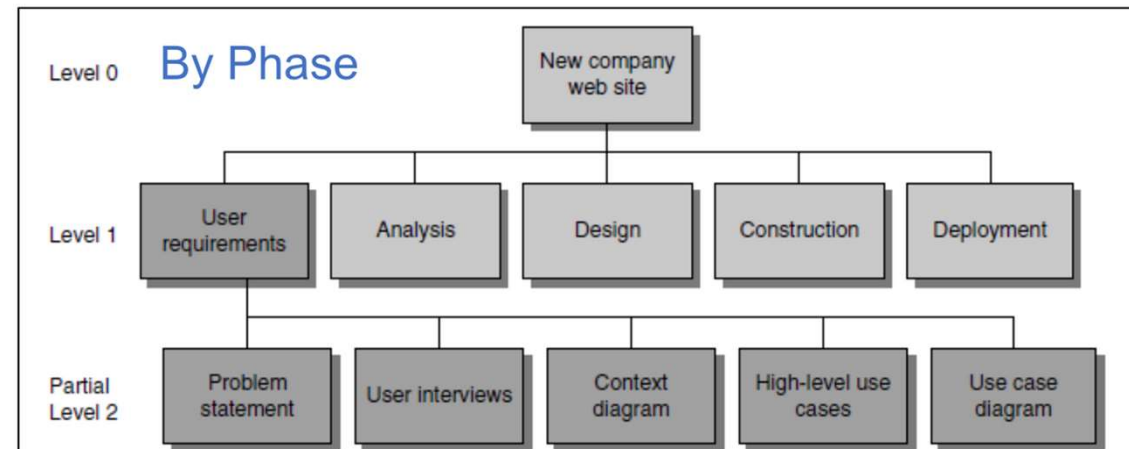 By Phase
Level 0
New company
web site
Level 1
User
requirements
Analysis
Design
Construction
Deployment
Partial
Level 2
Problem
statement
User interviews
Context
diagram
High-level use
cases
Use case
diagram